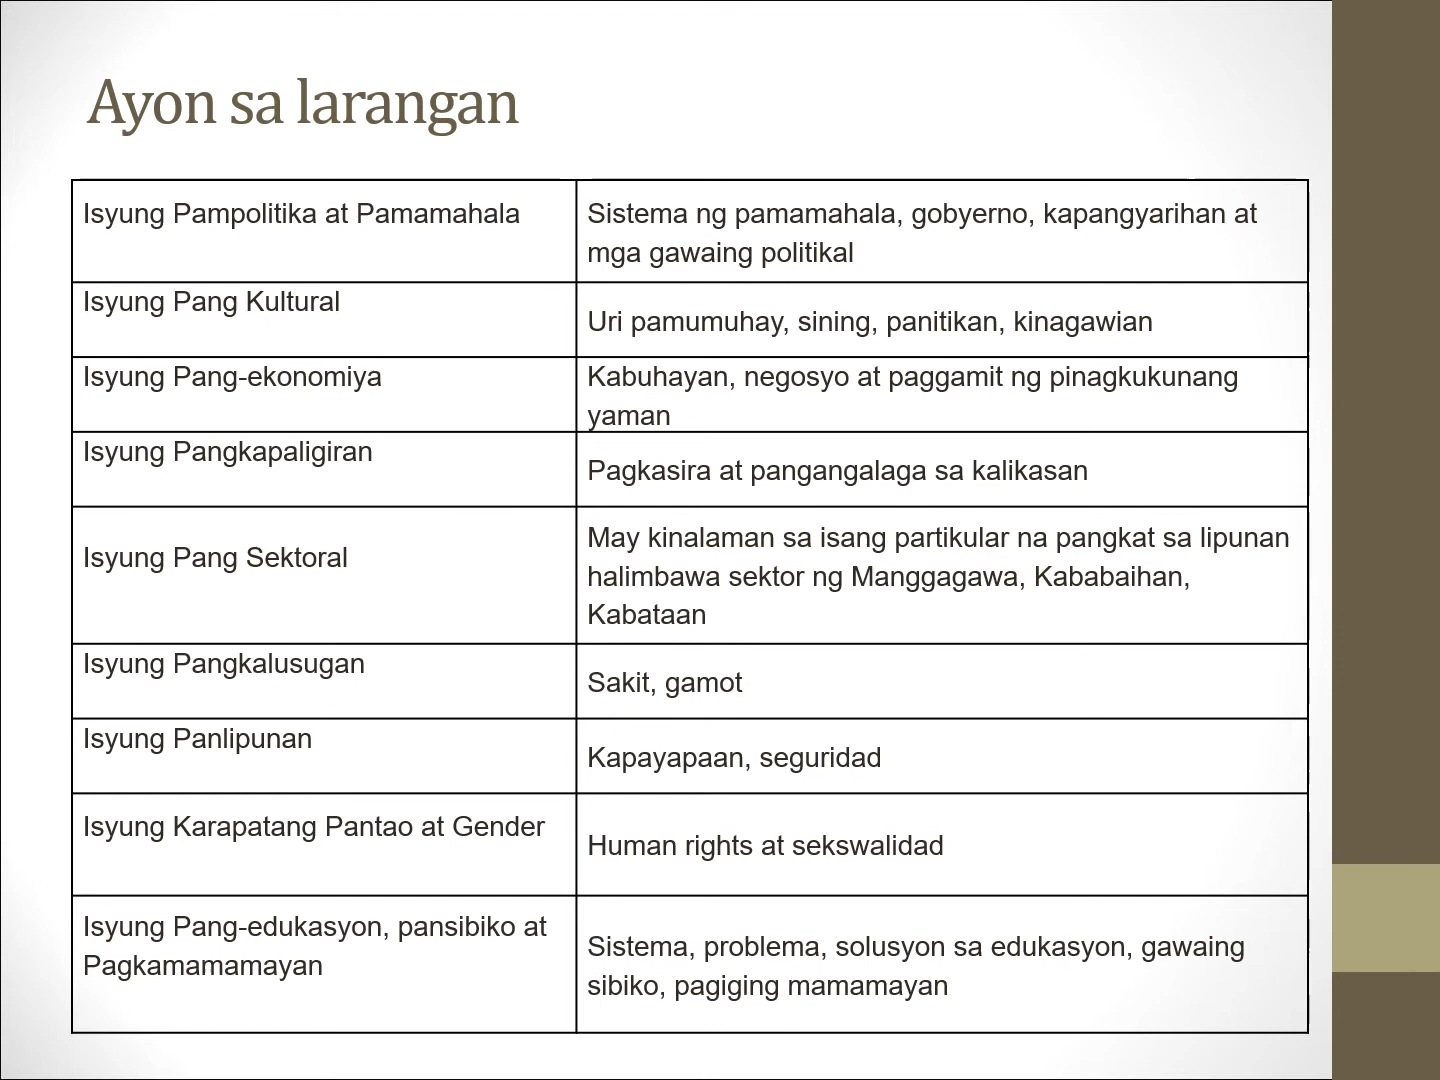 Ayon sa larangan
Isyung Pampolitika at Pamamahala
Sistema ng pamamahala, gobyerno, kapangyarihan at
mga gawaing politikal
Isyung Pang Kultural
Uri pamumuhay, sining, panitikan, kinagawian
Isyung Pang-ekonomiya
Kabuhayan, negosyo at paggamit ng pinagkukunang
yaman
Isyung Pangkapaligiran
Pagkasira at pangangalaga sa kalikasan
Isyung Pang Sektoral
May kinalaman sa isang partikular na pangkat sa lipunan
halimbawa sektor ng Manggagawa, Kababaihan,
Kabataan
Isyung Pangkalusugan
Sakit, gamot
Isyung Panlipunan
Kapayapaan, seguridad
Isyung Karapatang Pantao at Gender
Human rights at sekswalidad
Isyung Pang-edukasyon, pansibiko at
Pagkamamamayan
Sistema, problema, solusyon sa edukasyon, gawaing
sibiko, pagiging mamamayan